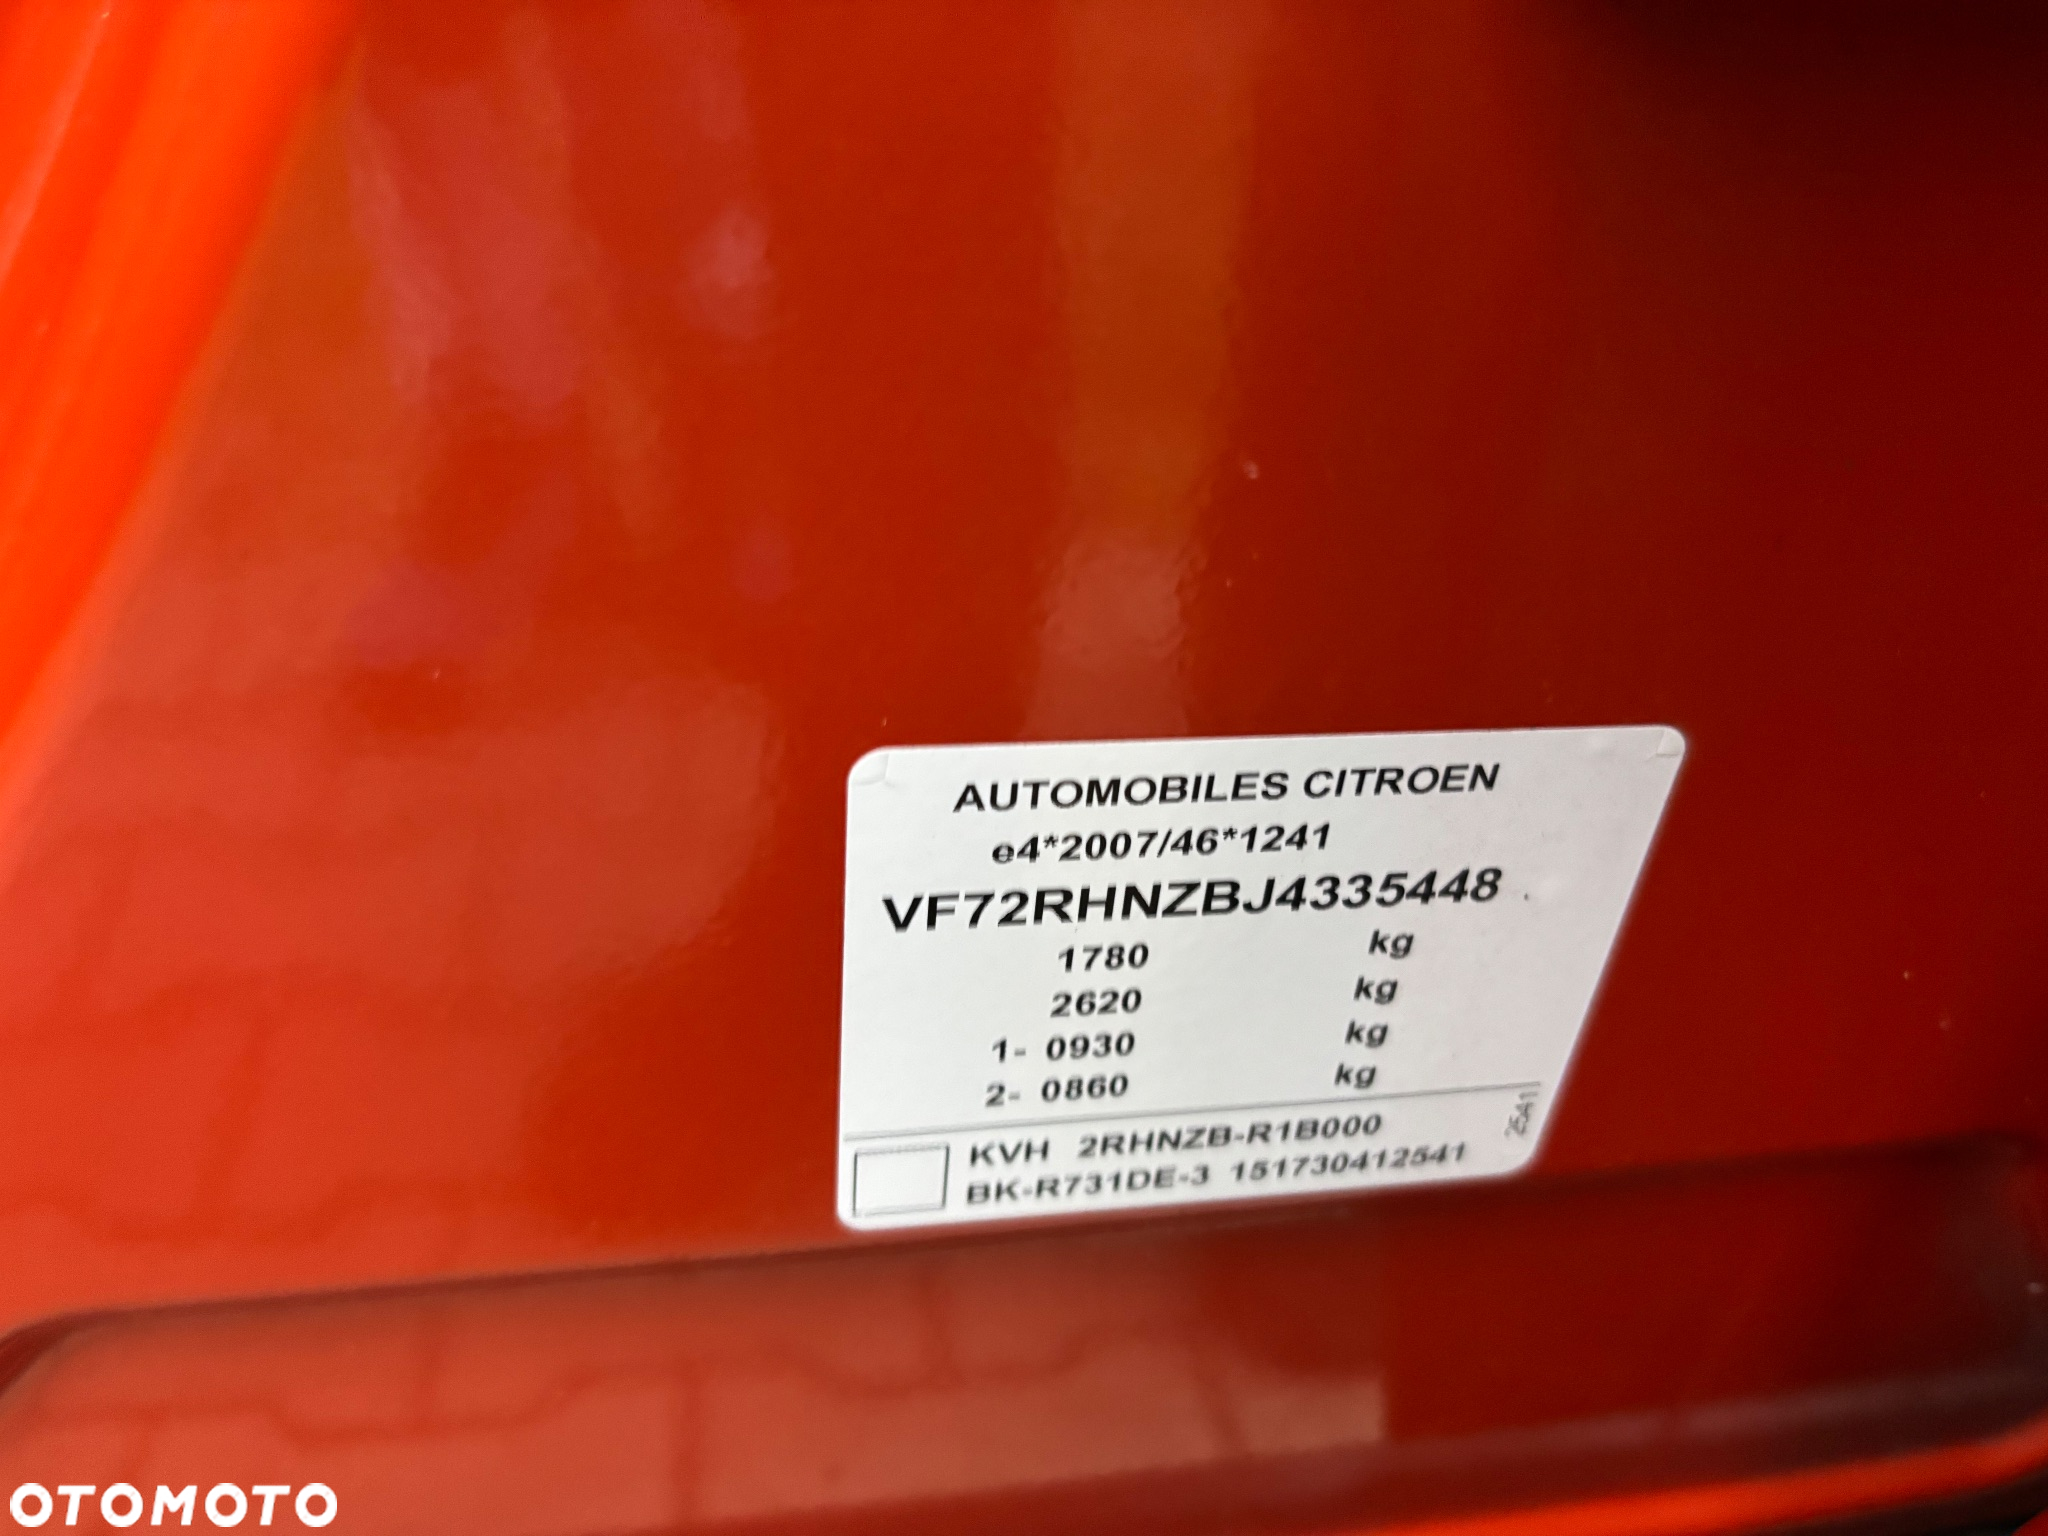 AUTOMOBILES CITROEN
e4*2007/46*1241
VF72RHNZBJ4335448
1780 kg
2620 kg
1- 0930 kg
2- 0860 kg
KVH 2RHNZB-R1B000
BK-R731DE-3 151730412541
2541
OTOMOTO